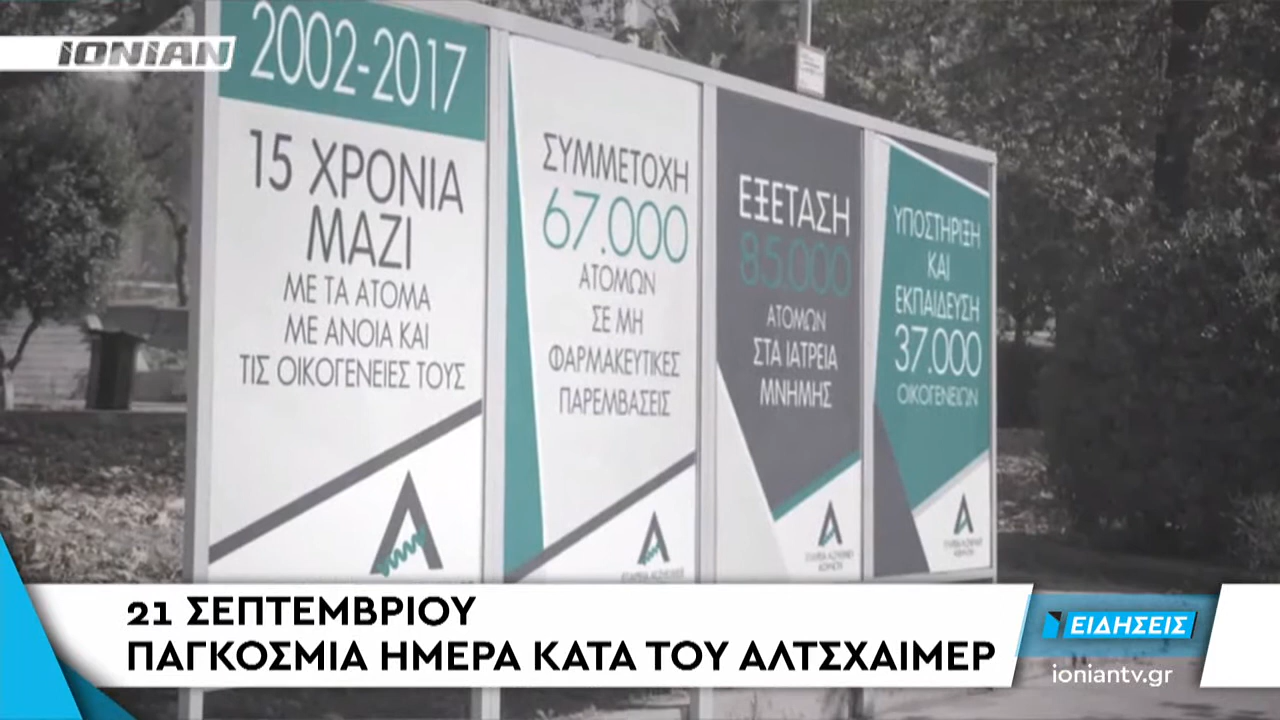 IONIAN
2002-2017
15 ΧΡΟΝΙΑ
ΜΑΖΙ
ΜΕ ΤΑ ΑΤΟΜΑ
ΜΕ ΑΝΟΙΑ ΚΑΙ
ΤΙΣ ΟΙΚΟΓΕΝΕΙΕΣ ΤΟΥΣ
ΣΥΜΜΕΤΟΧΗ
67.000
ΑΤΟΜΩΝ
ΣΕ ΜΗ
ΦΑΡΜΑΚΕΥΤΙΚΕΣ
ΠΑΡΕΜΒΑΣΕΙΣ
ΕΞΕΤΑΣΗ
85.000
ΑΤΟΜΩΝ
ΣΤΑ ΙΑΤΡΕΙΑ
ΜΝΗΜΗΣ
ΥΠΟΣΤΗΡΙΞΗ
ΚΑΙ
ΕΚΠΑΙΔΕΥΣΗ
37.000
ΟΙΚΟΓΕΝΕΙΩΝ
21 ΣΕΠΤΕΜΒΡΙΟΥ
ΠΑΓΚΟΣΜΙΑ ΗΜΕΡΑ ΚΑΤΑ ΤΟΥ ΑΛΤΣΧΑΙΜΕΡ
ΕΙΔΗΣΕΙΣ
ioniantv.gr